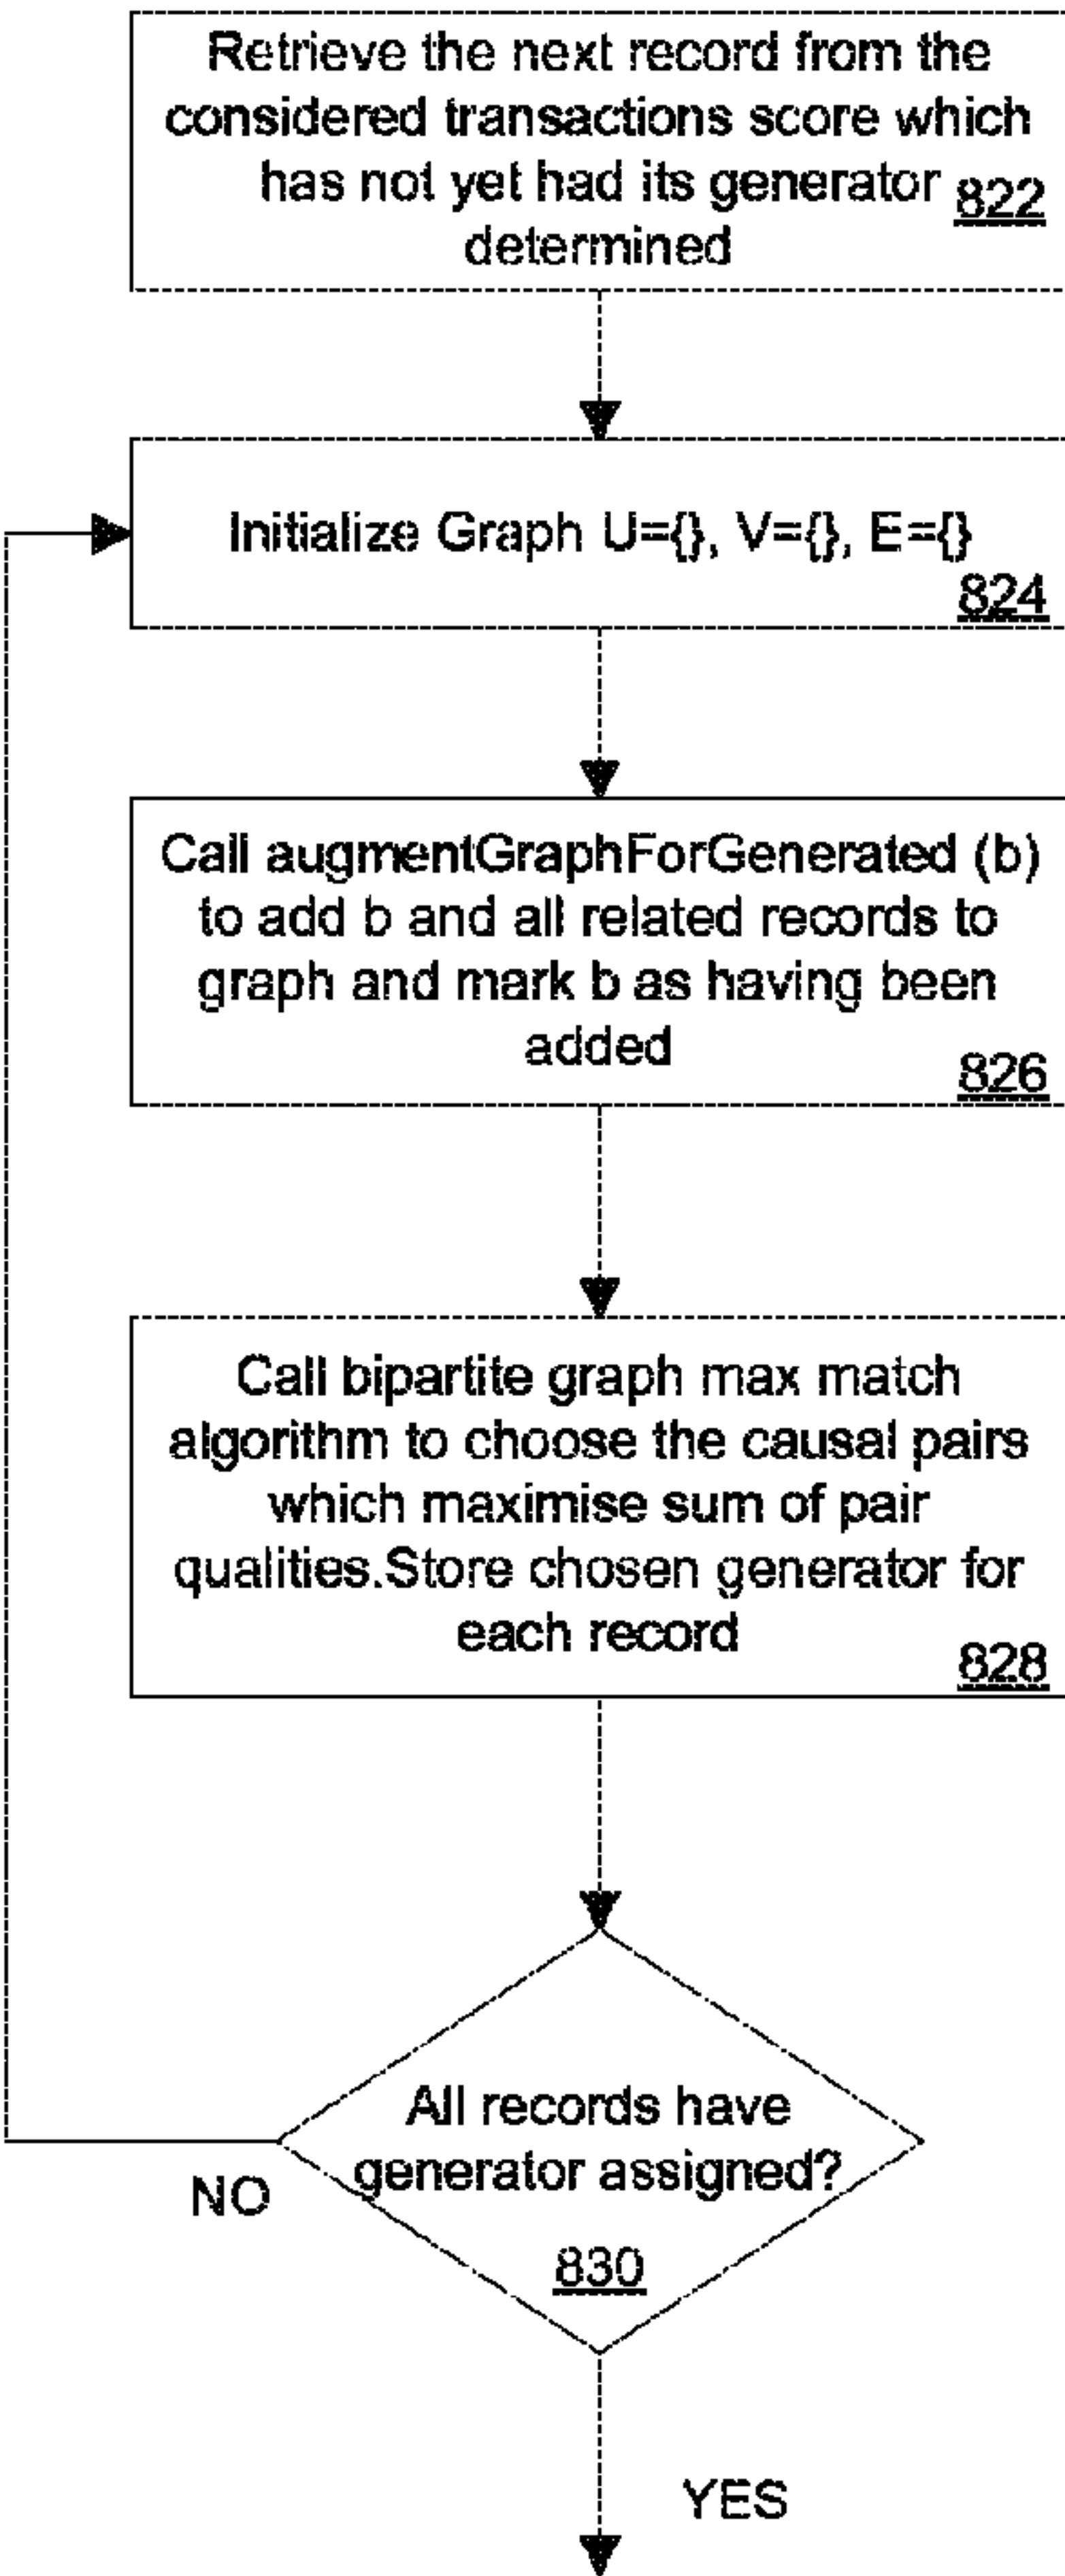 Retrieve the next record from the
considered transactions score which
has not yet had its generator 822
determined
Initialize Graph U={}, V={}, E={}
824
Call augmentGraphForGenerated (b)
to add b and all related records to
graph and mark b as having been
added
826
Call bipartite graph max match
algorithm to choose the causal pairs
which maximise sum of pair
qualities.Store chosen generator for
each record
828
All records have
generator assigned?
NO
830
YES